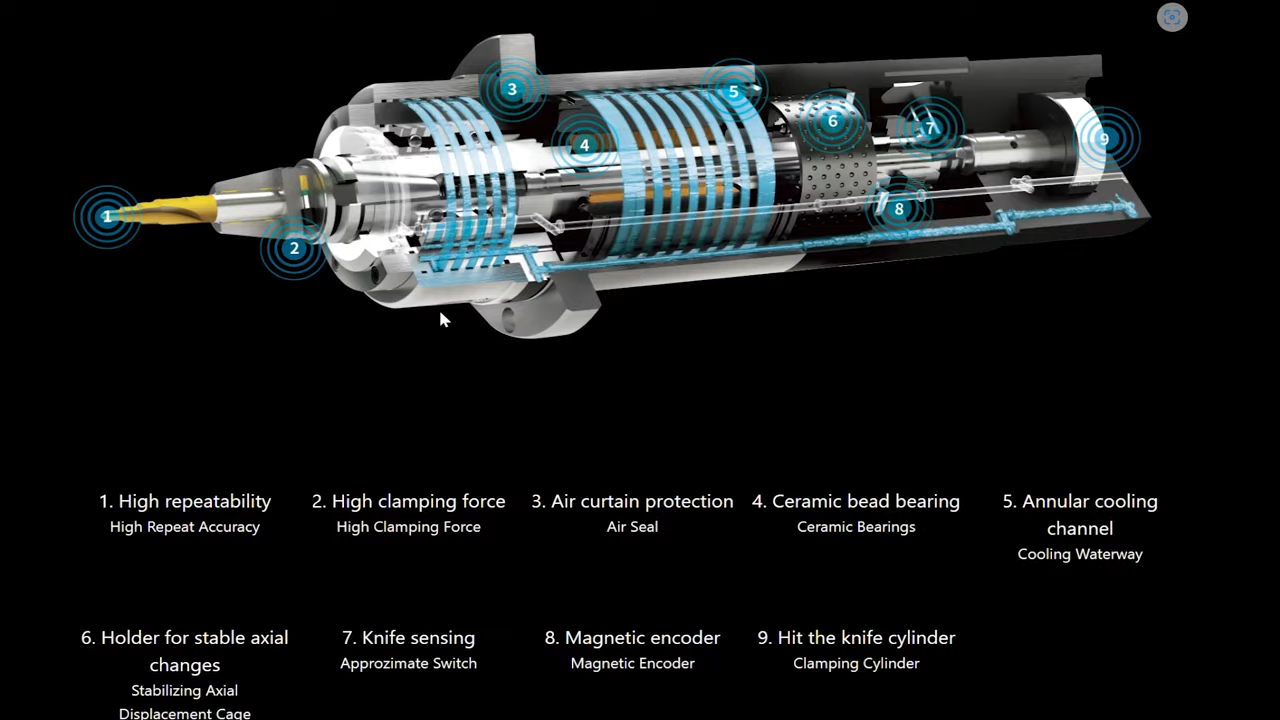 3
5
6
7
9
4
1
8
2
1. High repeatability
High Repeat Accuracy
2. High clamping force
High Clamping Force
3. Air curtain protection
Air Seal
4. Ceramic bead bearing
Ceramic Bearings
5. Annular cooling
channel
Cooling Waterway
6. Holder for stable axial
changes
Stabilizing Axial
Displacement Cage
7. Knife sensing
Approzimate Switch
8. Magnetic encoder
Magnetic Encoder
9. Hit the knife cylinder
Clamping Cylinder